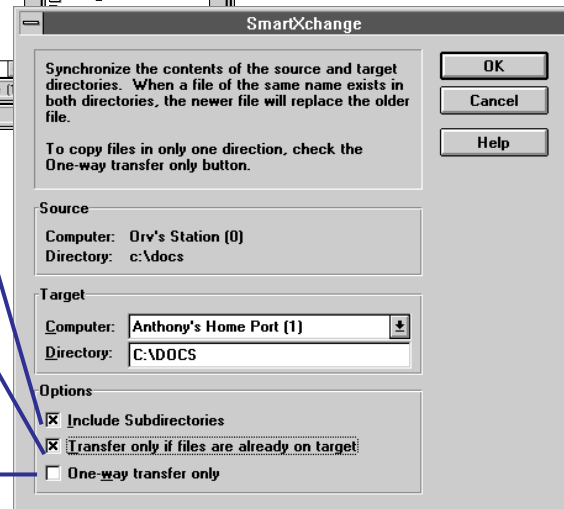 SmartXchange
Synchronize the contents of the source and target
directories. When a file of the same name exists in
both directories, the newer file will replace the older
file.
To copy files in only one direction, check the
One-way transfer only button.
OK
Cancel
Help
Source
Computer: Orv's Station (0)
Directory: c:\docs
Target
Computer: Anthony's Home Port (1)
Directory: C:\DOCS
Options
Include Subdirectories
Transfer only if files are already on target
One-way transfer only